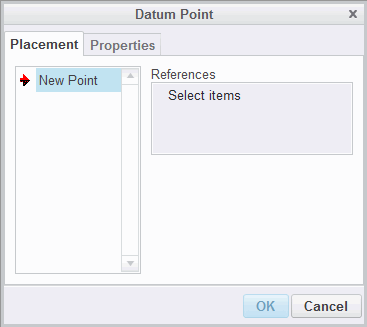 Datum Point
x
Placement Properties
New Point
References
Select items
OK Cancel